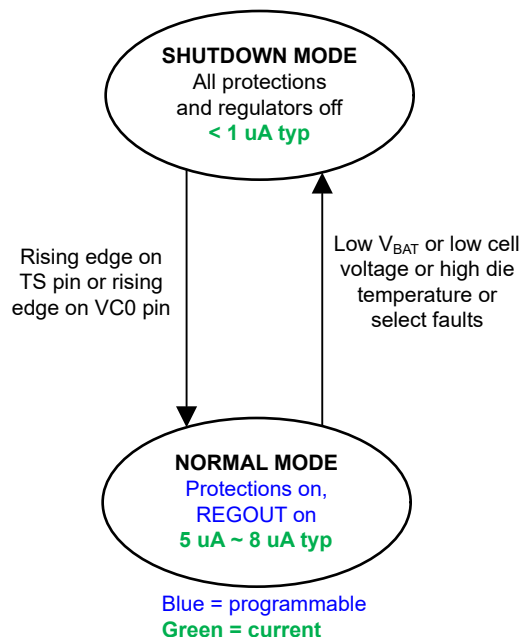 SHUTDOWN MODE
All protections
and regulators off
< 1 uA typ
Rising edge on
TS pin or rising
edge on VC0 pin
Low VBAT or low cell
voltage or high die
temperature or
select faults
NORMAL MODE
Protections on,
REGOUT on
5 uA ~ 8 uA typ
Blue = programmable
Green = current